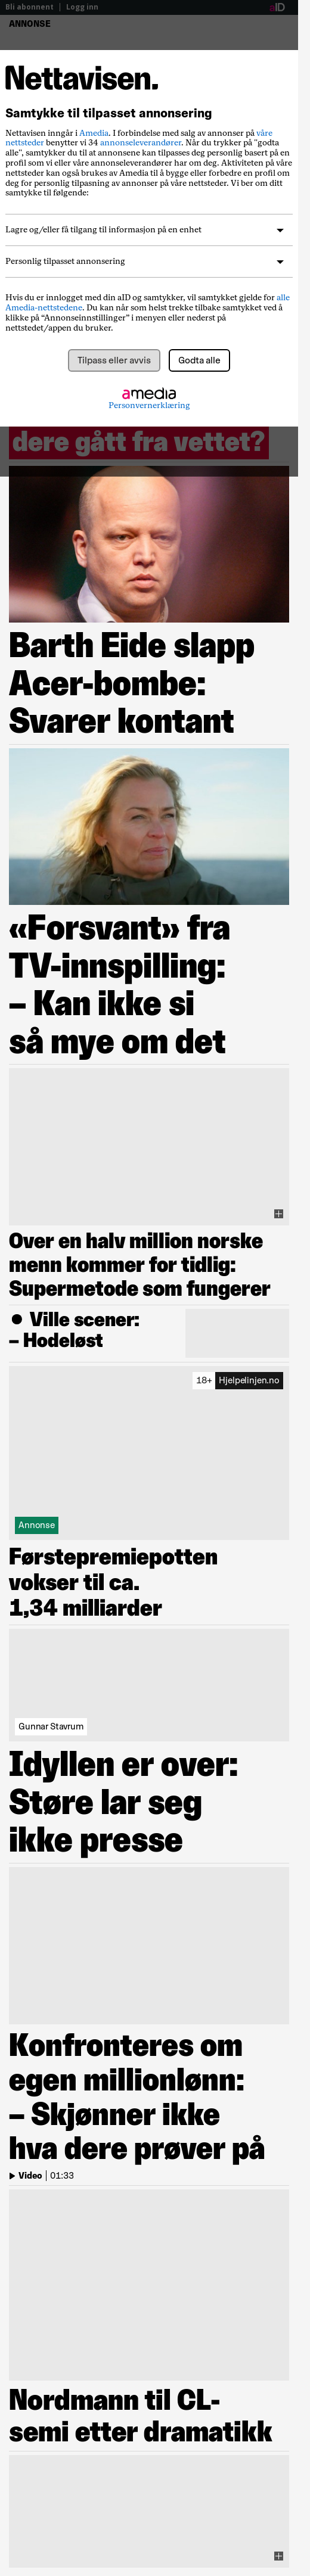 Bli abonnent | Logg inn
aID
ANNONSE
Nettavisen.
Samtykke til tilpasset annonsering
Nettavisen inngår i Amedia. I forbindelse med salg av annonser på våre
nettsteder benytter vi 34 annonseleverandører. Når du trykker på "godta
alle", samtykker du til at annonsene kan tilpasses deg personlig basert på en
profil som vi eller våre annonseleverandører har om deg. Aktiviteten på våre
nettsteder kan også brukes av Amedia til å bygge eller forbedre en profil om
deg for personlig tilpasning av annonser på våre nettsteder. Vi ber om ditt
samtykke til følgende:
Lagre og/eller få tilgang til informasjon på en enhet
Personlig tilpasset annonsering
Hvis du er innlogget med din aID og samtykker, vil samtykket gjelde for alle
Amedia-nettstedene. Du kan når som helst trekke tilbake samtykket ved å
klikke på "Annonseinnstillinger" i menyen eller nederst på
nettstedet/appen du bruker.
Tilpass eller avvis Godta alle
amedia
Personvernerklæring
dere gått fra vettet?
Barth Eide slapp
Acer-bombe:
Svarer kontant
«Forsvant» fra
TV-innspilling:
– Kan ikke si
så mye om det
Over en halv million norske
menn kommer for tidlig:
Supermetode som fungerer
Ville scener:
– Hodeløst
18+ Hjelpelinjen.no
Annonse
Førstepremiepotten
vokser til ca.
1,34 milliarder
Gunnar Stavrum
Idyllen er over:
Støre lar seg
ikke presse
Konfronteres om
egen millionlønn:
– Skjønner ikke
hva dere prøver på
Video | 01:33
Nordmann til CL-
semi etter dramatikk